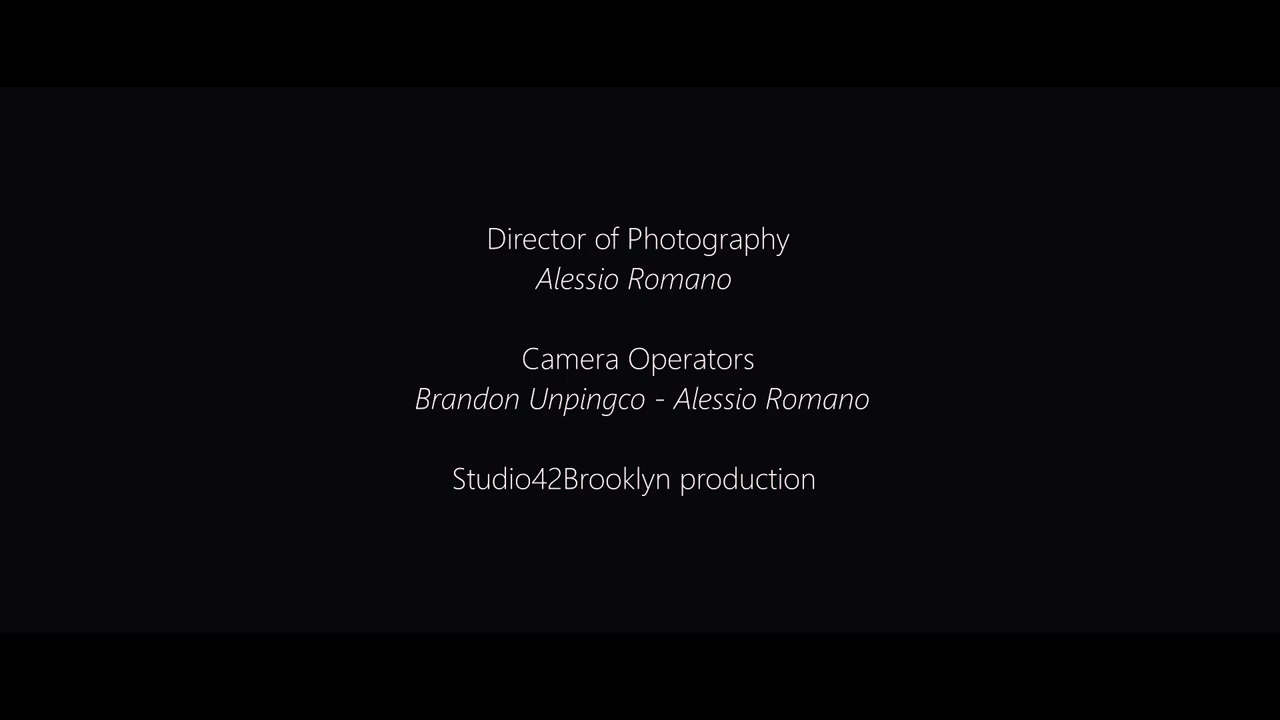 Director of Photography
Alessio Romano
Camera Operators
Brandon Unpingco - Alessio Romano
Studio42Brooklyn production